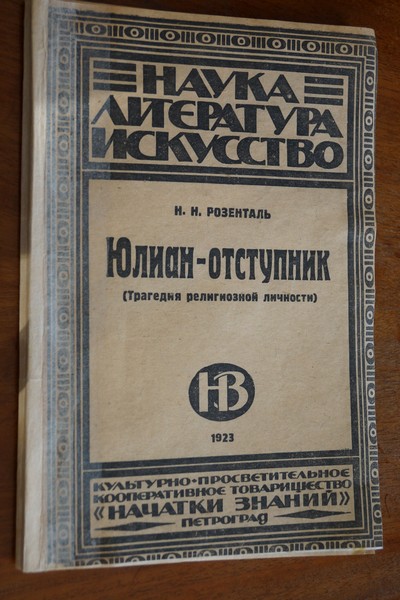 НАУКА
ЛИТЕРАТУРА
ИСКУССТВО
Н. Н. РОЗЕНТАЛЬ
Юлиан-отступник
(Трагедия религиозной личности)
НЗ
1923
КУЛЬТУРНО-ПРОСВЕТИТЕЛЬНОЕ
КООПЕРАТИВНОЕ ТОВАРИЩЕСТВО
«НАЧАТКИ ЗНАНИЙ»
ПЕТРОГРАД